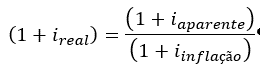 (1 + i_real) = (1 + i_aparente) / (1 + i_inflação)